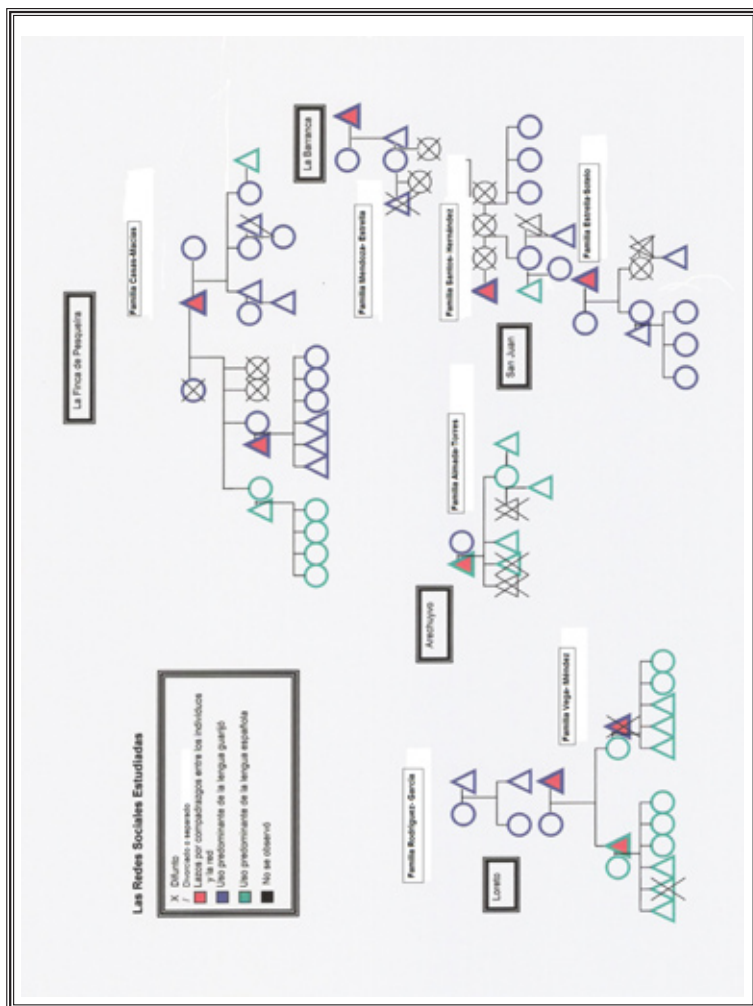 Las Redes Sociales Estudiadas
X Difunto
/ Divorciado o separado
Lazos por compadrazgos entre los individuos
y la red
Uso predominante de la lengua guarijó
Uso predominante de la lengua española
No se observó
La Finca de Pesqueira
Familia Casas-Macías
La Barranca
Familia Mendoza- Estrella
Familia Santos- Hernández
San Juan
Familia Estrella-Sotelo
Arechuyvo
Familia Almada-Torres
Loreto
Familia Rodríguez- García
Familia Vega- Méndez